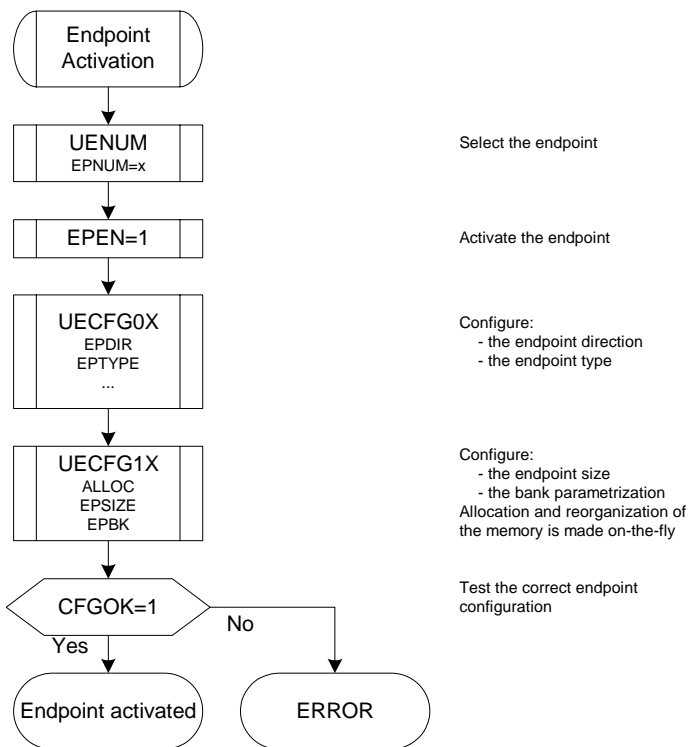 Endpoint
Activation
UENUM
EPNUM=x
Select the endpoint
EPEN=1
Activate the endpoint
UECFG0X
EPDIR
EPTYPE
...
Configure:
- the endpoint direction
- the endpoint type
UECFG1X
ALLOC
EPSIZE
EPBK
Configure:
- the endpoint size
- the bank parametrization
Allocation and reorganization of
the memory is made on-the-fly
CFGOK=1
Test the correct endpoint
configuration
Yes
No
Endpoint activated
ERROR